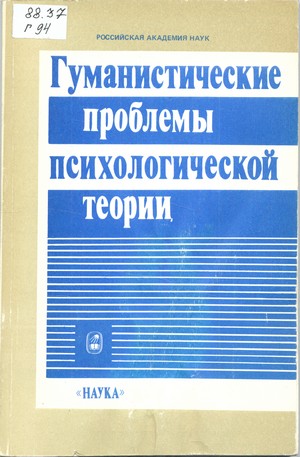 88.37
Г 94
РОССИЙСКАЯ АКАДЕМИЯ НАУК
Гуманистические
проблемы
психологической
теории
«НАУКА»